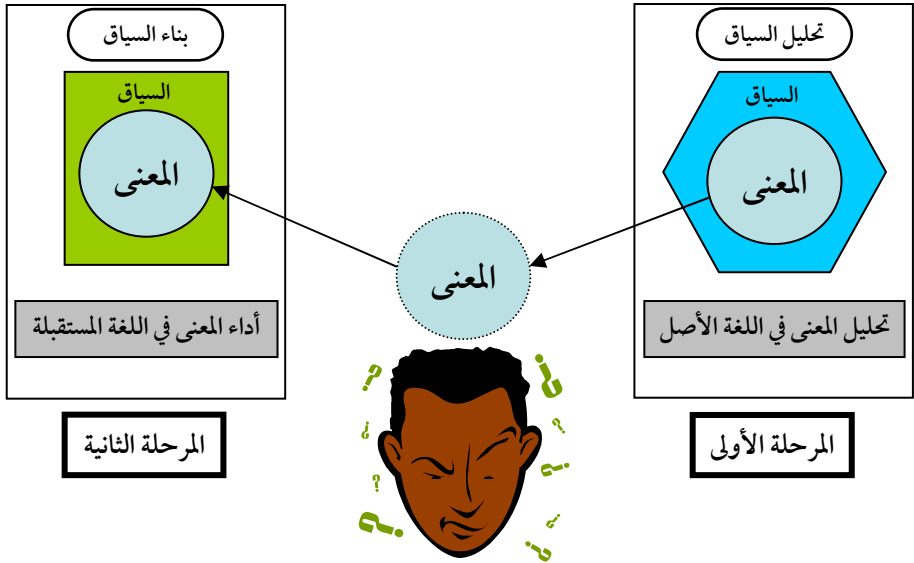 تحليل السياق
السياق
المعنى
تحليل المعنى في اللغة الأصل
المرحلة الأولى
المعنى
؟
؟
؟
؟
؟
؟
؟
؟
؟
بناء السياق
السياق
المعنى
أداء المعنى في اللغة المستقبلة
المرحلة الثانية